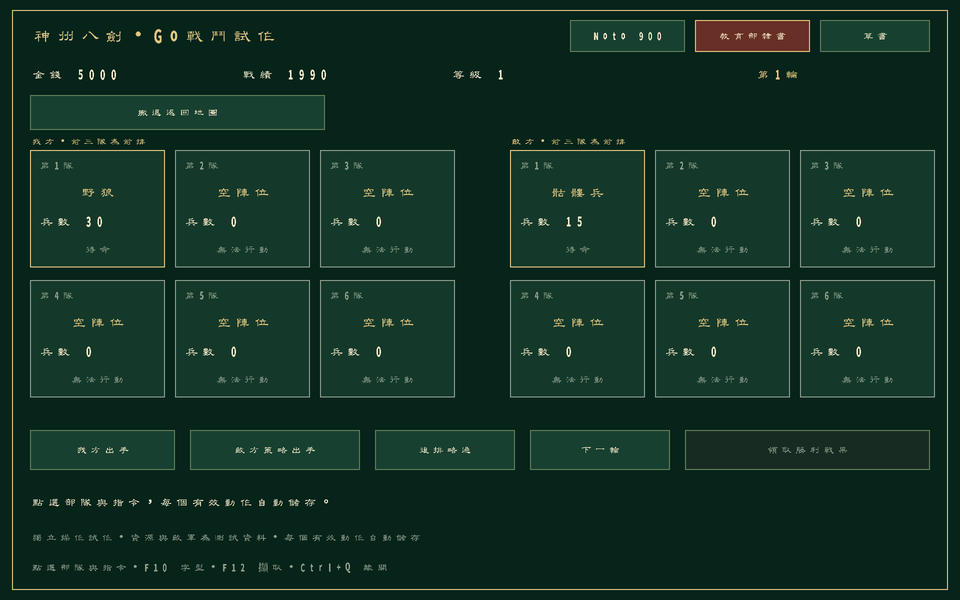 神州八劍•Go戰鬥試作
Noto 900
教育部隸書
草書
金錢 5000
戰績 1990
等級 1
第1輪
撤退返回地圖
我方•前三隊為前排
敵方•前三隊為前排
第1隊
野狼
兵數 30
待命
第2隊
空陣位
兵數 0
無法行動
第3隊
空陣位
兵數 0
無法行動
第1隊
骷髏兵
兵數 15
待命
第2隊
空陣位
兵數 0
無法行動
第3隊
空陣位
兵數 0
無法行動
第4隊
空陣位
兵數 0
無法行動
第5隊
空陣位
兵數 0
無法行動
第6隊
空陣位
兵數 0
無法行動
第4隊
空陣位
兵數 0
無法行動
第5隊
空陣位
兵數 0
無法行動
第6隊
空陣位
兵數 0
無法行動
我方出手
敵方策略出手
後排略過
下一輪
領取勝利戰果
點選部隊與指令，每個有效動作自動儲存。
獨立操作試作•資源與敵軍為測試資料•每個有效動作自動儲存
點選部隊與指令•F10 字型•F12 擷取•Ctrl+Q 離開